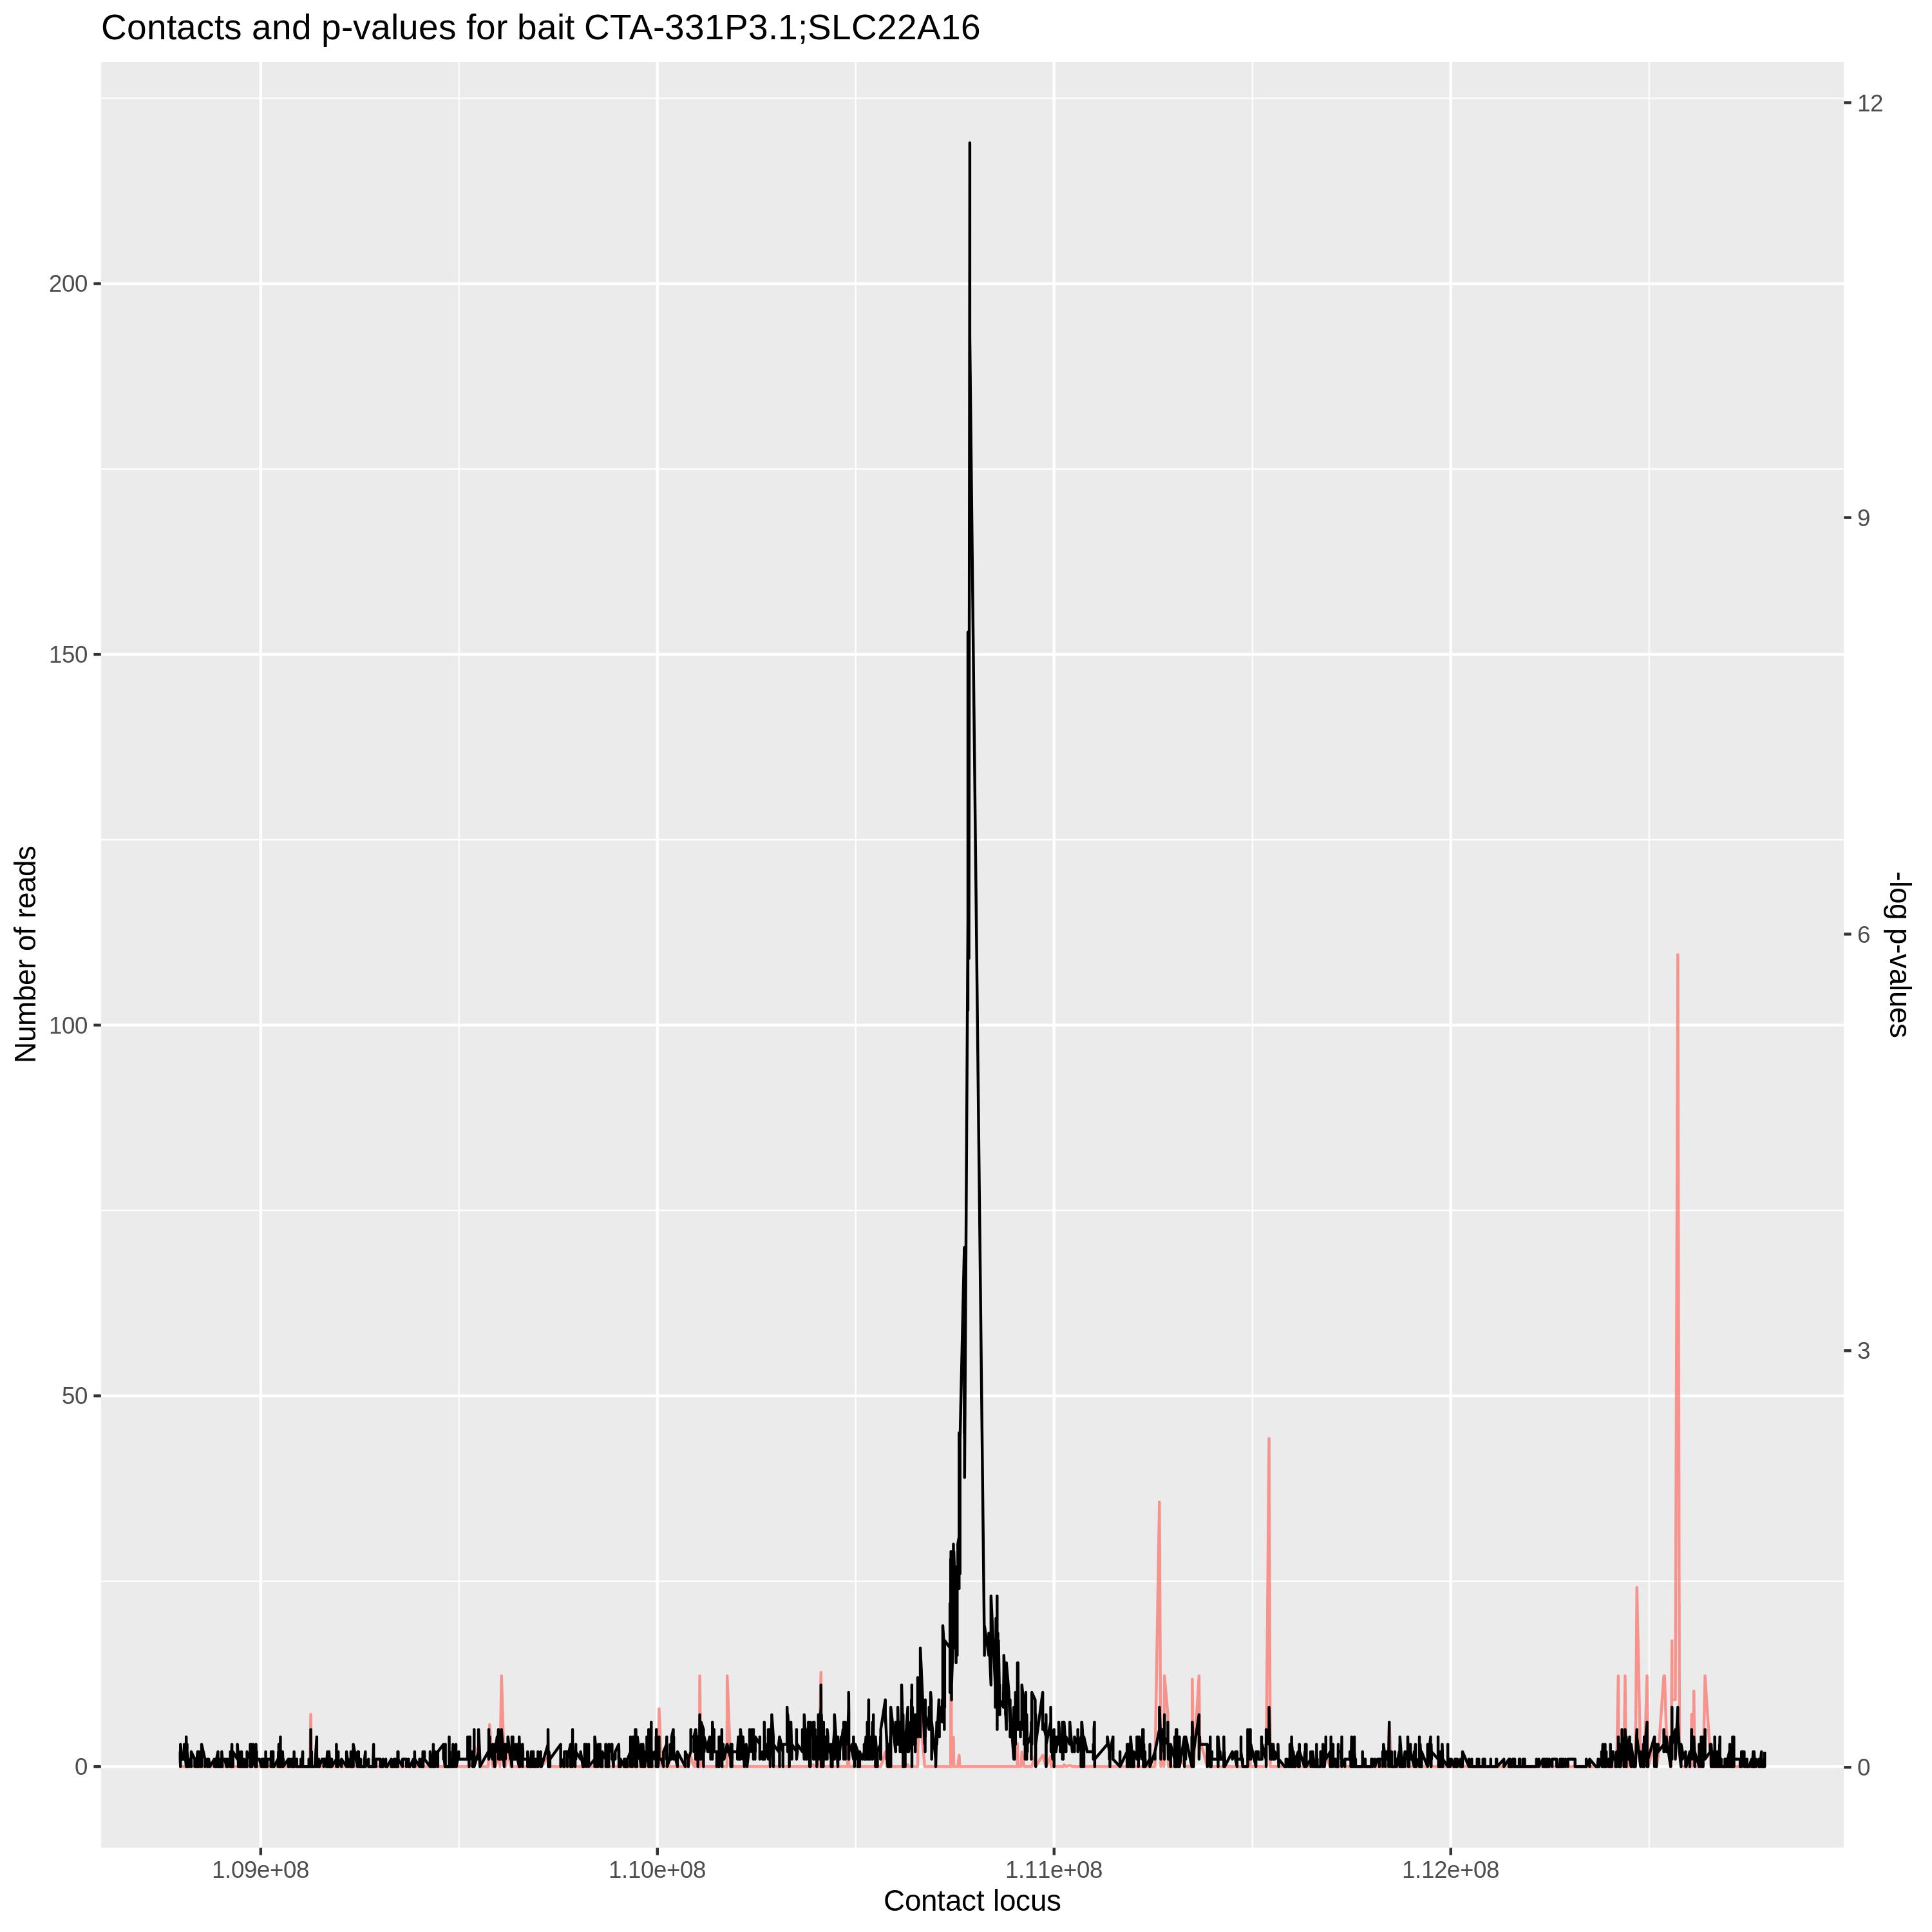 Contacts and p-values for bait CTA-331P3.1;SLC22A16
12
200
9
150
Number of reads
-log p-values
6
100
3
50
0
0
1.09e+08
1.10e+08
1.11e+08
1.12e+08
Contact locus